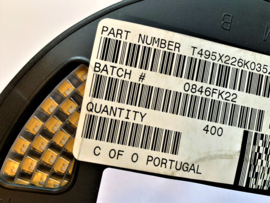 PART NUMBER T495X226K035
BATCH # 0846FK22
QUANTITY 400
C OF O PORTUGAL